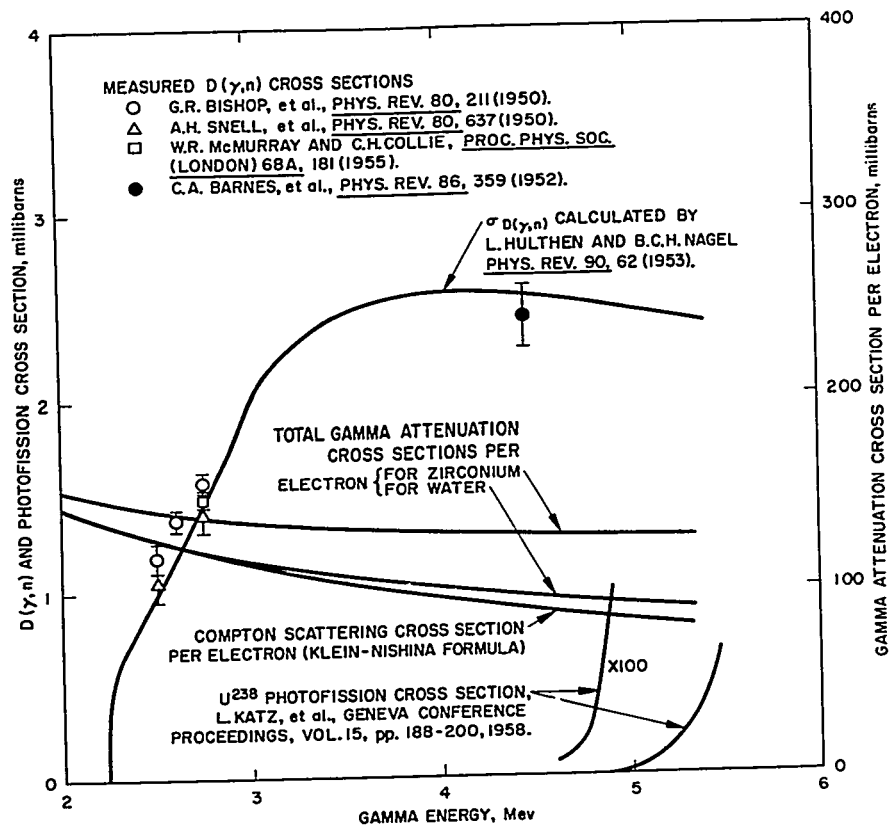 4
3
2
1
0
D(γ,n) AND PHOTOFISSION CROSS SECTION, millibarns
MEASURED D(γ,n) CROSS SECTIONS
G.R. BISHOP, et al., PHYS. REV. 80, 211 (1950).
A.H. SNELL, et al., PHYS. REV. 80, 637 (1950).
W.R. McMURRAY AND C.H. COLLIE, PROC. PHYS. SOC.
(LONDON) 68A, 181 (1955).
C.A. BARNES, et al., PHYS. REV. 86, 359 (1952).
σ D(γ,n) CALCULATED BY
L. HULTHEN AND B.C.H. NAGEL
PHYS. REV. 90, 62 (1953).
TOTAL GAMMA ATTENUATION
CROSS SECTIONS PER
ELECTRON { FOR ZIRCONIUM
FOR WATER
COMPTON SCATTERING CROSS SECTION
PER ELECTRON (KLEIN-NISHINA FORMULA)
X100
U238 PHOTOFISSION CROSS SECTION,
L. KATZ, et al., GENEVA CONFERENCE
PROCEEDINGS, VOL. 15, pp. 188-200, 1958.
2 3 4 5 6
GAMMA ENERGY, Mev
400
300
200
100
0
GAMMA ATTENUATION CROSS SECTION PER ELECTRON, millibarns